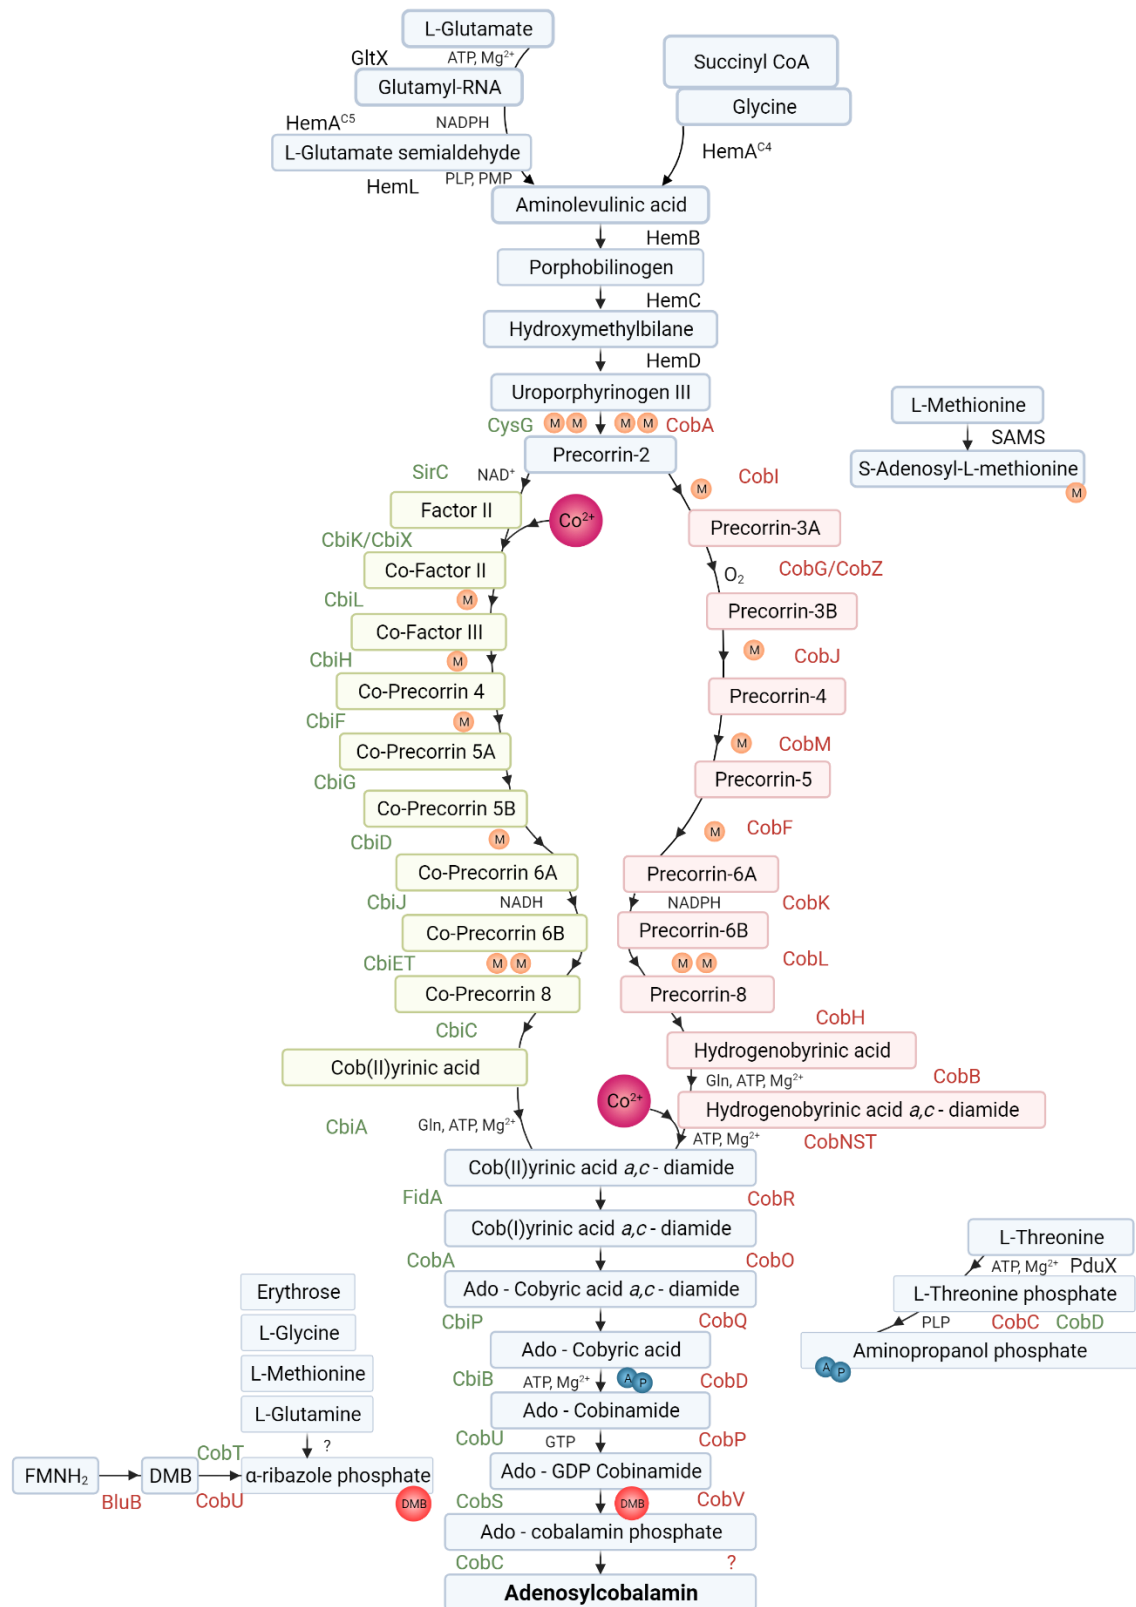 L-Glutamate
GltX
ATP, Mg²⁺
Glutamyl-RNA
HemA^C5
NADPH
L-Glutamate semialdehyde
HemL
PLP, PMP
Succinyl CoA
Glycine
HemA^C4
Aminolevulinic acid
HemB
Porphobilinogen
HemC
Hydroxymethylbilane
HemD
Uroporphyrinogen III
CysG M M M M CobA
Precorrin-2
L-Methionine
SAMS
S-Adenosyl-L-methionine
M
SirC
NAD⁺
Factor II
Co²⁺
CbiK/CbiX
Co-Factor II
CbiL
M
Co-Factor III
CbiH
M
Co-Precorrin 4
CbiF
M
Co-Precorrin 5A
CbiG
Co-Precorrin 5B
CbiD
M
Co-Precorrin 6A
CbiJ
NADH
Co-Precorrin 6B
CbiET
M M
Co-Precorrin 8
CbiC
Cob(II)yrinic acid
CbiA
Gln, ATP, Mg²⁺
M
CobI
Precorrin-3A
O₂
CobG/CobZ
Precorrin-3B
M
CobJ
Precorrin-4
M
CobM
Precorrin-5
M
CobF
Precorrin-6A
NADPH
CobK
Precorrin-6B
M M
CobL
Precorrin-8
CobH
Hydrogenobyrinic acid
Gln, ATP, Mg²⁺
CobB
Co²⁺
Hydrogenobyrinic acid a,c - diamide
ATP, Mg²⁺
CobNST
Cob(II)yrinic acid a,c - diamide
FidA
CobR
Cob(I)yrinic acid a,c - diamide
CobA
CobO
Ado - Cobyric acid a,c - diamide
CbiP
CobQ
Ado - Cobyric acid
CbiB
ATP, Mg²⁺
A P
CobD
Ado - Cobinamide
CobU
GTP
CobP
Ado - GDP Cobinamide
CobS
DMB
CobV
Ado - cobalamin phosphate
CobC
?
Adenosylcobalamin
L-Threonine
ATP, Mg²⁺
PduX
L-Threonine phosphate
PLP
CobC
CobD
Aminopropanol phosphate
A P
Erythrose
L-Glycine
L-Methionine
L-Glutamine
?
FMNH₂
BluB
DMB
CobT
CobU
α-ribazole phosphate
DMB